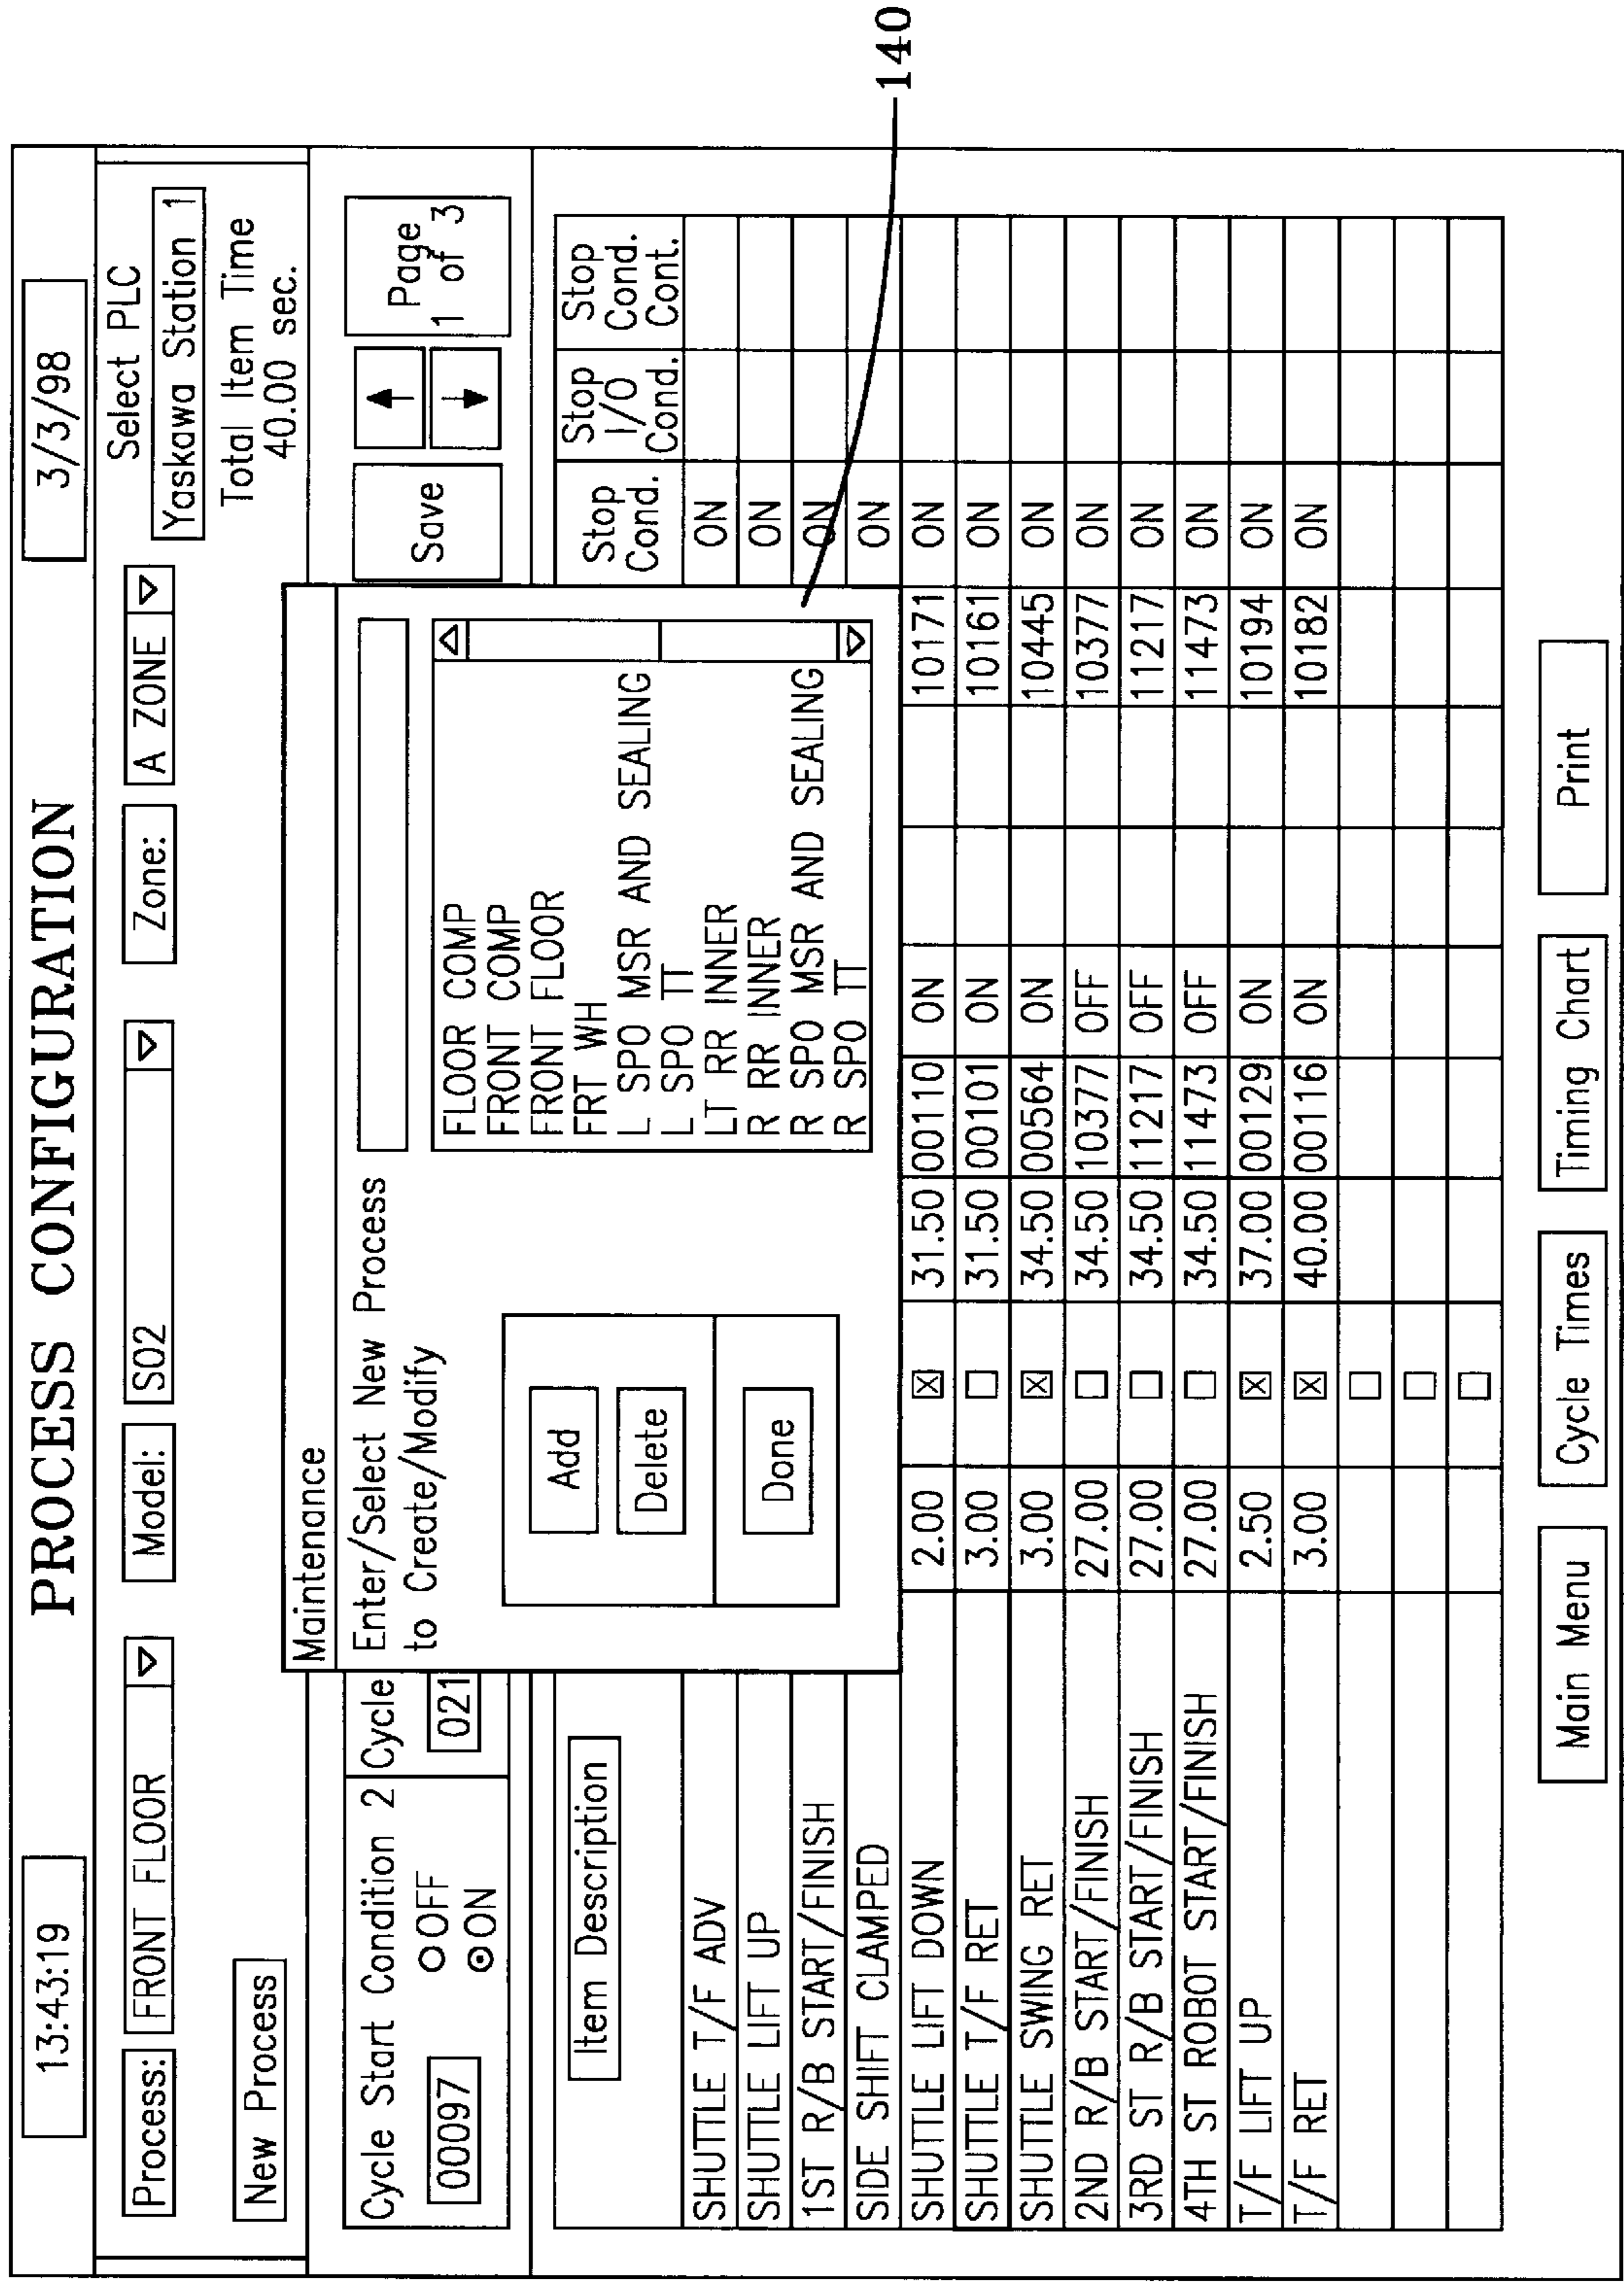 PROCESS CONFIGURATION
13:43:19
3/3/98
Process: FRONT FLOOR Model: S02 Zone: A ZONE Select PLC
Yaskawa Station 1
New Process
Total Item Time
40.00 sec.
Cycle Start Condition 2
00097
OFF
ON
Cycle
021
Save
Page
1 of 3
Maintenance
Enter/Select New Process
to Create/Modify
Add
Delete
Done
FLOOR COMP
FRONT COMP
FRONT FLOOR
FRT WH
L SPO MSR AND SEALING
L SPO TT
LT RR INNER
R RR INNER
R SPO MSR AND SEALING
R SPO TT
Item Description
Stop
Cond.
Stop
I/O
Cond.
Stop
Cond.
Cont.
SHUTTLE T/F ADV ON
SHUTTLE LIFT UP ON
1ST R/B START/FINISH ON
SIDE SHIFT CLAMPED ON
SHUTTLE LIFT DOWN 2.00 31.50 00110 ON 10171 ON
SHUTTLE T/F RET 3.00 31.50 00101 ON 10161 ON
SHUTTLE SWING RET 3.00 34.50 00564 ON 10445 ON
2ND R/B START/FINISH 27.00 34.50 10377 OFF 10377 ON
3RD ST R/B START/FINISH 27.00 34.50 11217 OFF 11217 ON
4TH ST ROBOT START/FINISH 27.00 34.50 11473 OFF 11473 ON
T/F LIFT UP 2.50 37.00 00129 ON 10194 ON
T/F RET 3.00 40.00 00116 ON 10182 ON
Main Menu Cycle Times Timing Chart Print
140